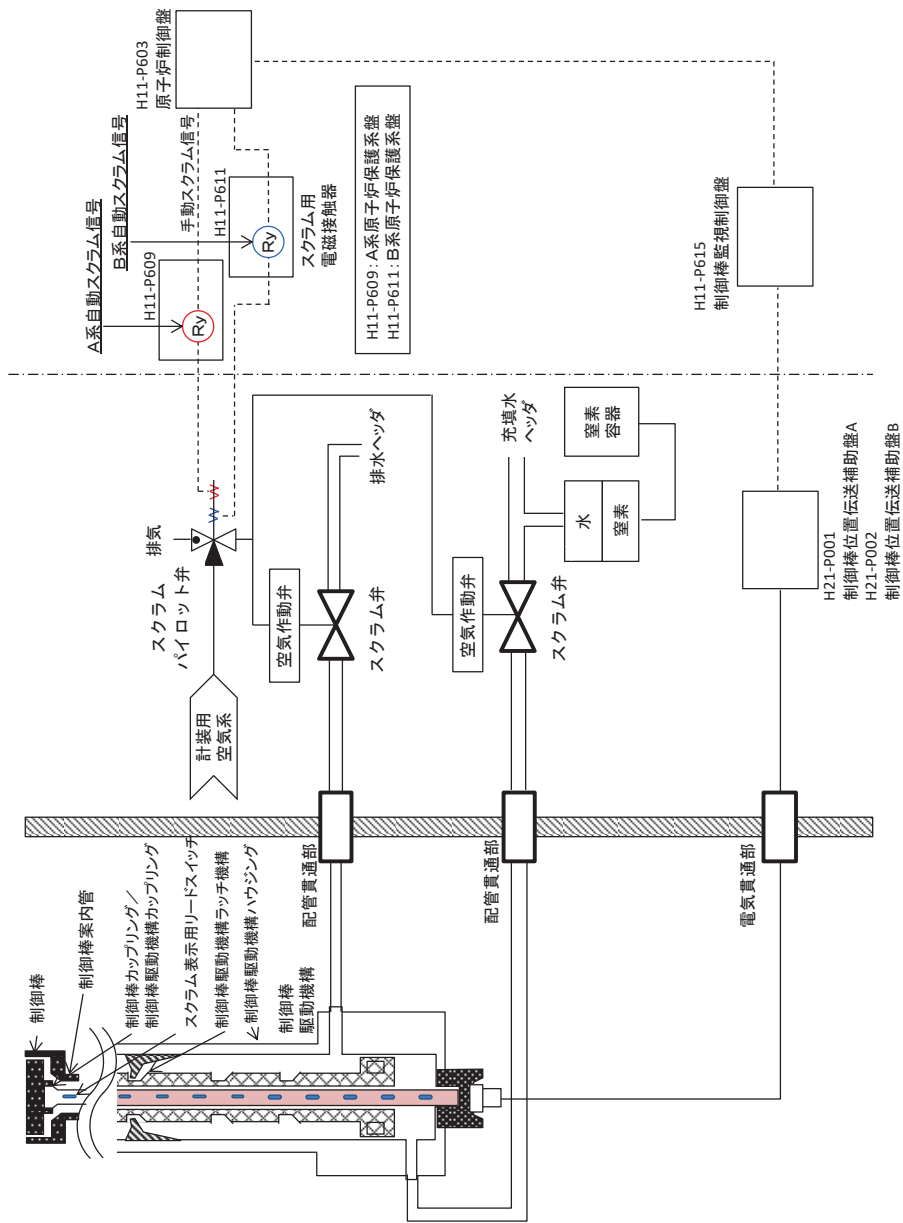 制御棒
制御棒案内管
制御棒カップリング/
制御棒駆動機構カップリング
スクラム表示用リードスイッチ
制御棒駆動機構ラッチ機構
制御棒駆動機構ハウジング
制御棒
駆動機構
配管貫通部
配管貫通部
電気貫通部
計装用
空気系
スクラム
パイロット弁
排気
空気作動弁
スクラム弁
排水ヘッダ
空気作動弁
スクラム弁
充填水
ヘッダ
水
窒素
窒素
容器
A系自動スクラム信号
B系自動スクラム信号
H11-P609
Ry
手動スクラム信号
H11-P611
Ry
スクラム用
電磁接触器
H11-P603
原子炉制御盤
H11-P609:A系原子炉保護系盤
H11-P611:B系原子炉保護系盤
H11-P615
制御棒監視制御盤
H21-P001
制御棒位置伝送補助盤A
H21-P002
制御棒位置伝送補助盤B